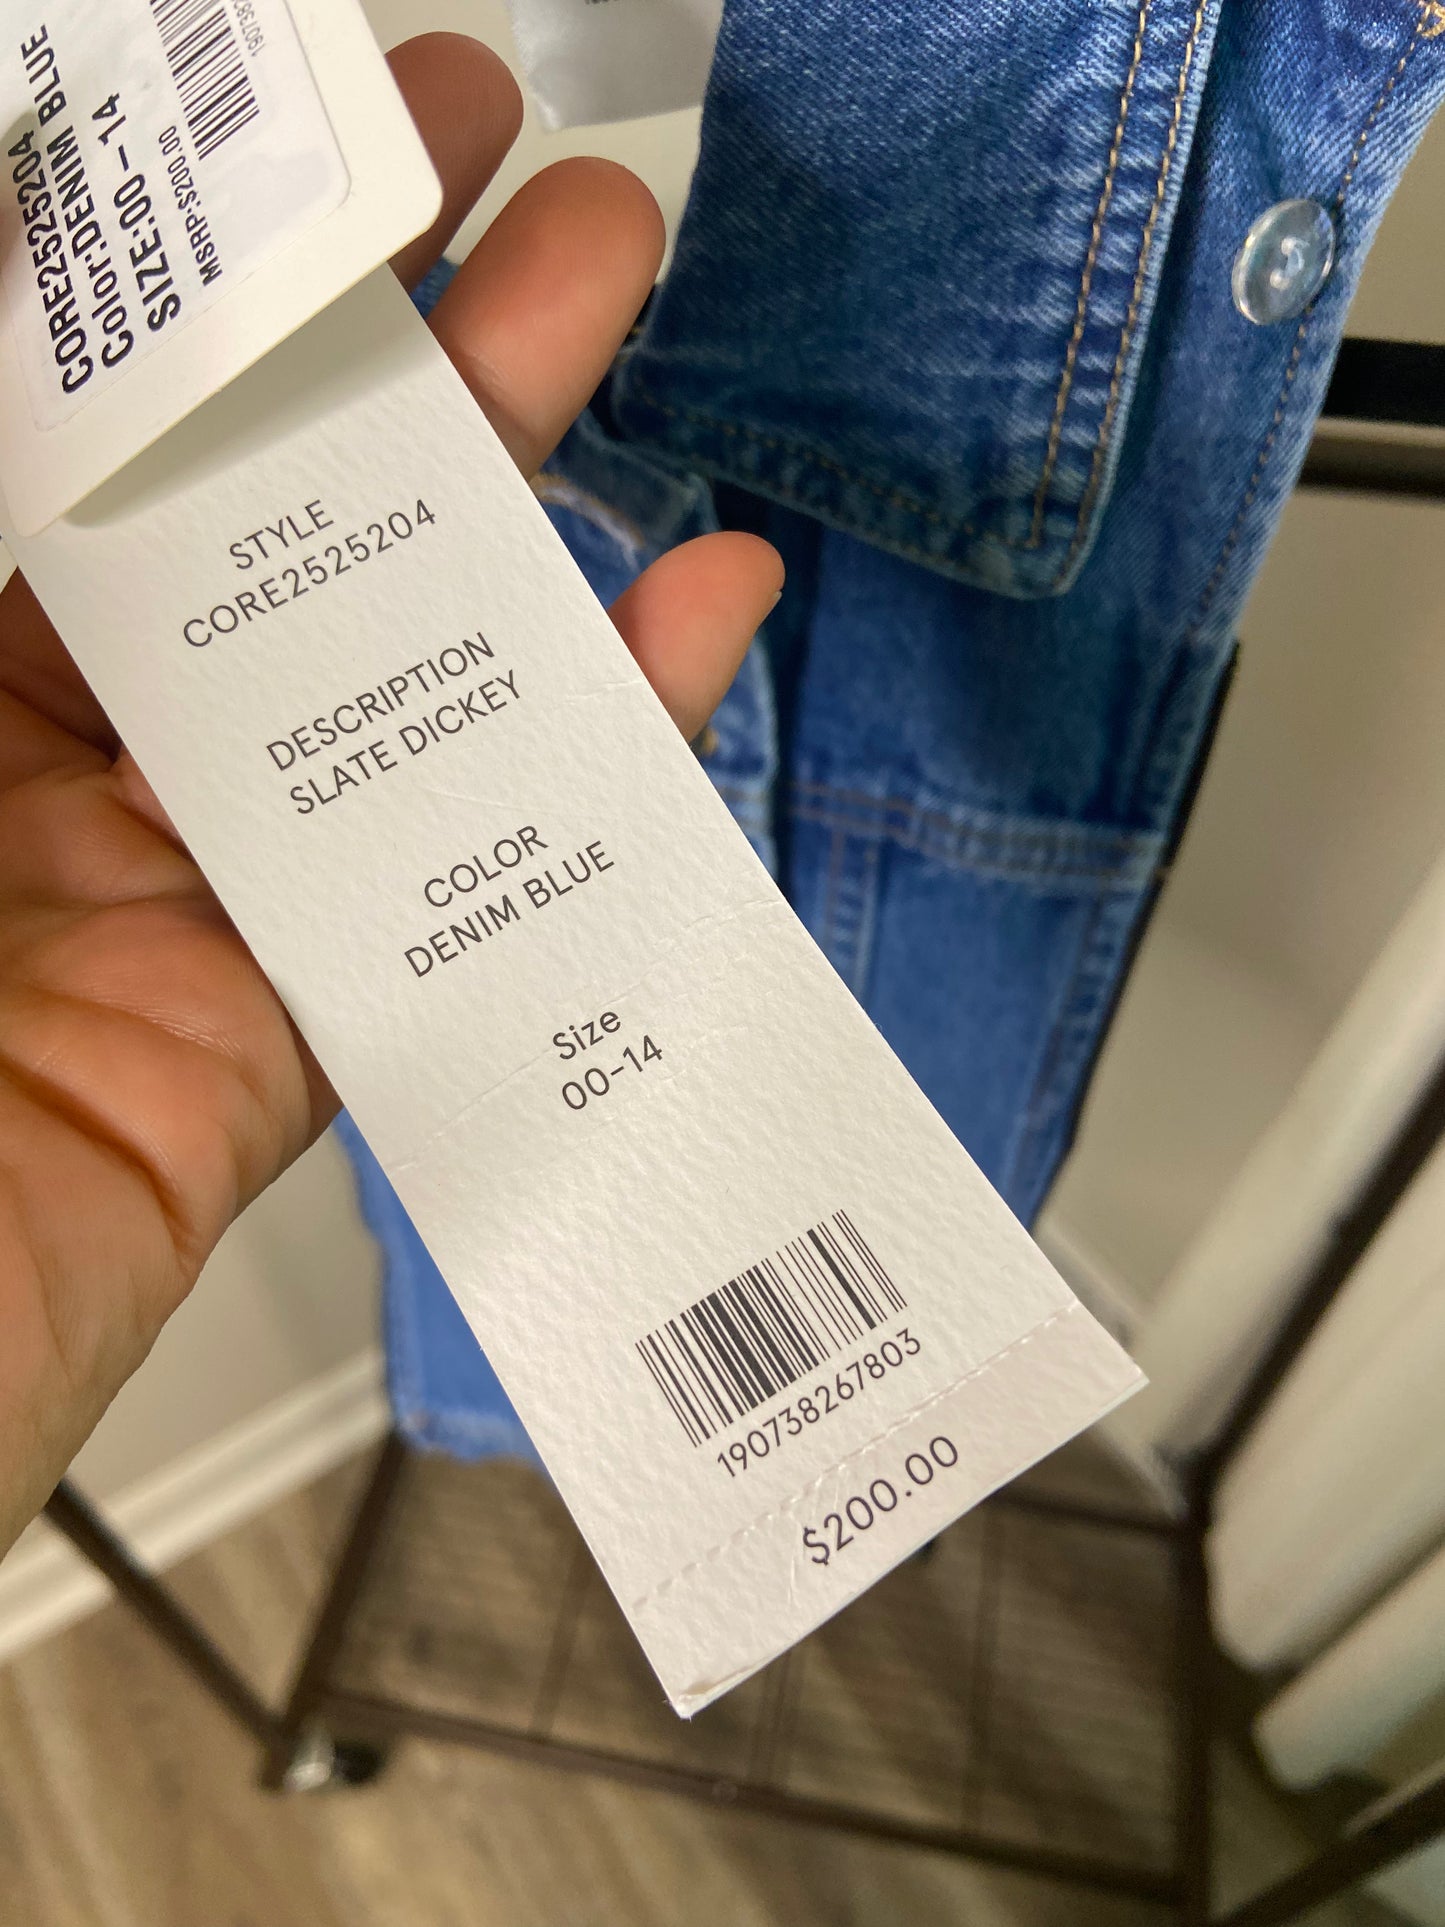 CORE2525204
Color:DENIM BLUE
SIZE:00-14
MSRP:$200.00
STYLE
CORE2525204
DESCRIPTION
SLATE DICKEY
COLOR
DENIM BLUE
Size
00-14
190738267803
$200.00